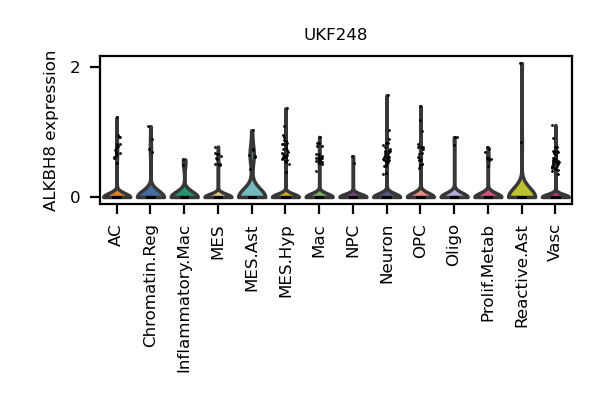 UKF248
ALKBH8 expression
2
0
AC
Chromatin.Reg
Inflammatory.Mac
MES
MES.Ast
MES.Hyp
Mac
NPC
Neuron
OPC
Oligo
Prolif.Metab
Reactive.Ast
Vasc